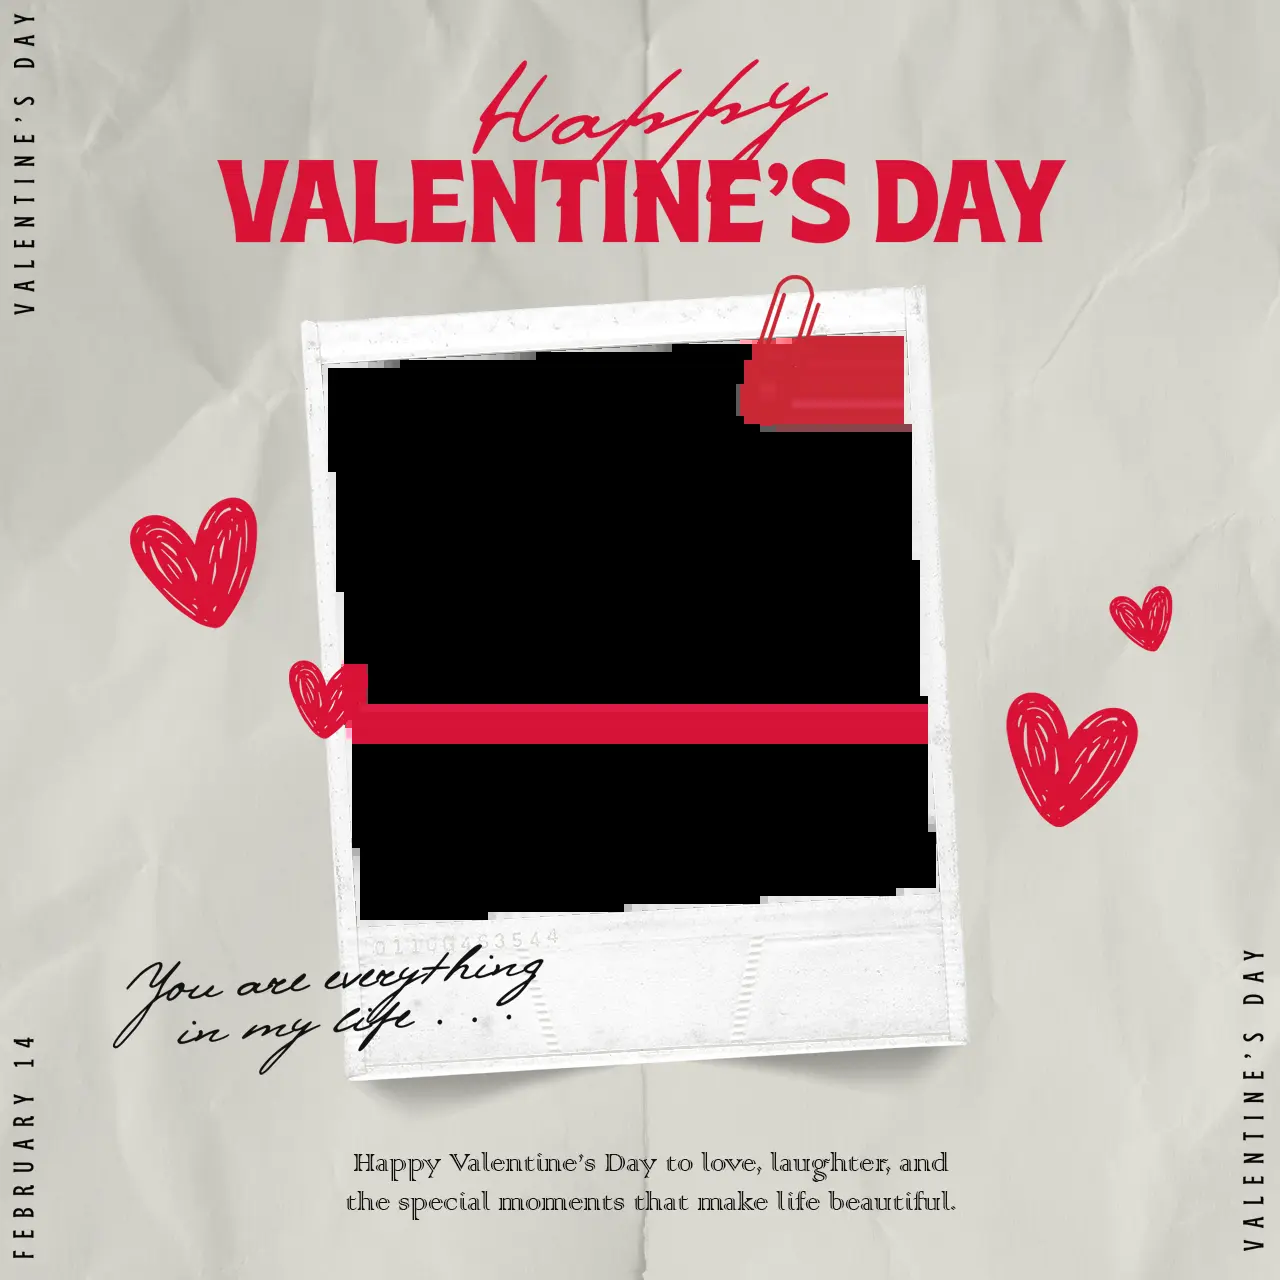 VALENTINE'S DAY
Happy
VALENTINE'S DAY
You are everything
in my life . . .
FEBRUARY 14
VALENTINE'S DAY
Happy Valentine's Day to love, laughter, and
the special moments that make life beautiful.